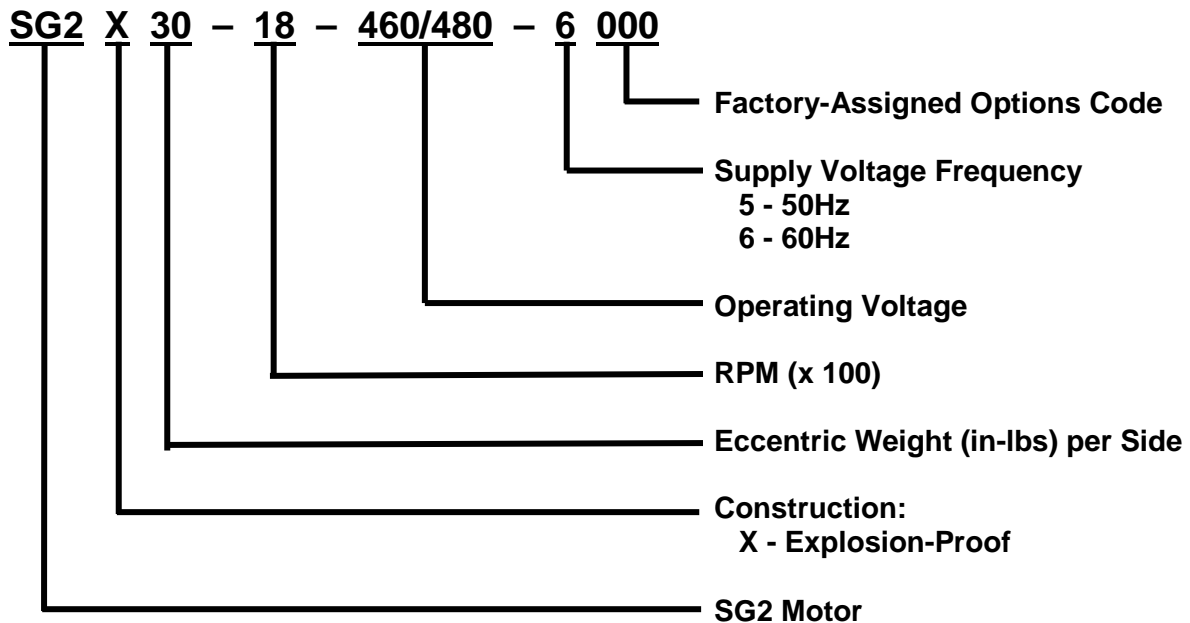 SG2 X 30 – 18 – 460/480 – 6 000
Factory-Assigned Options Code
Supply Voltage Frequency
5 - 50Hz
6 - 60Hz
Operating Voltage
RPM (x 100)
Eccentric Weight (in-lbs) per Side
Construction:
X - Explosion-Proof
SG2 Motor